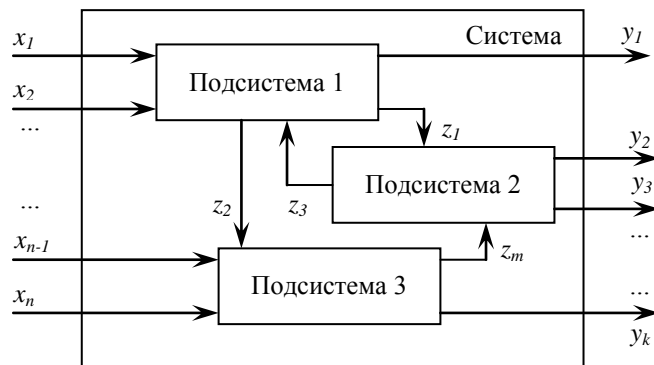 x1
Система
y1
Подсистема 1
x2
...
z1
y2
Подсистема 2
y3
...
z2
z3
...
xn-1
zm
Подсистема 3
xn
...
yk